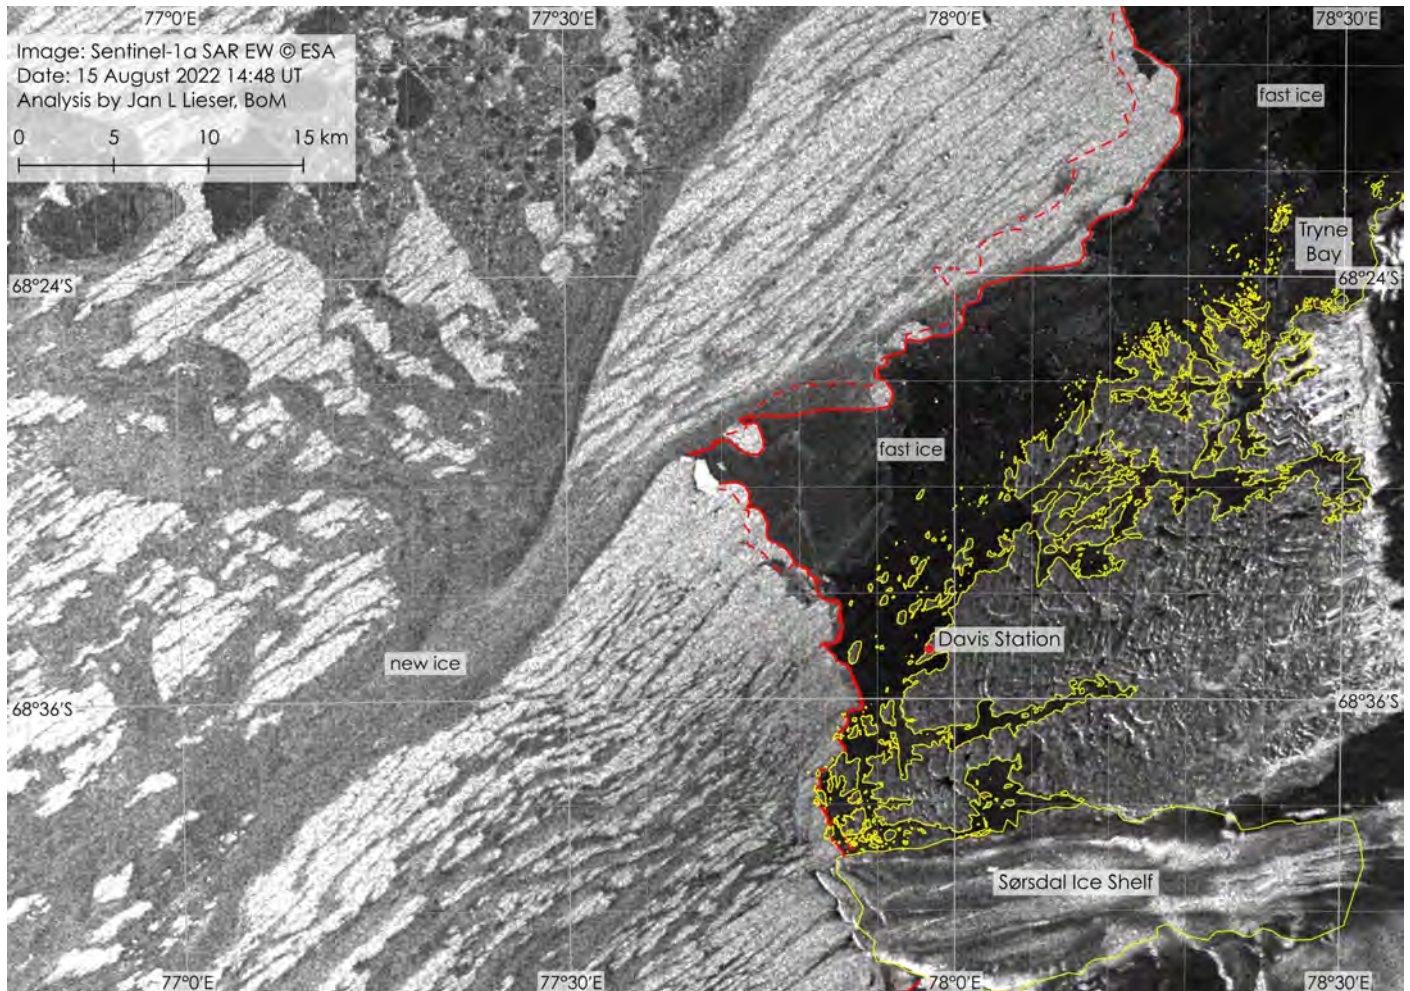 77°0'E
77°30'E
78°0'E
78°30'E
Image: Sentinel-1a SAR EW © ESA
Date: 15 August 2022 14:48 UT
Analysis by Jan L Lieser, BoM
0 5 10 15 km
fast ice
Tryne
Bay
68°24'S
68°24'S
fast ice
Davis Station
new ice
68°36'S
68°36'S
Sørsdal Ice Shelf
77°0'E
77°30'E
78°0'E
78°30'E